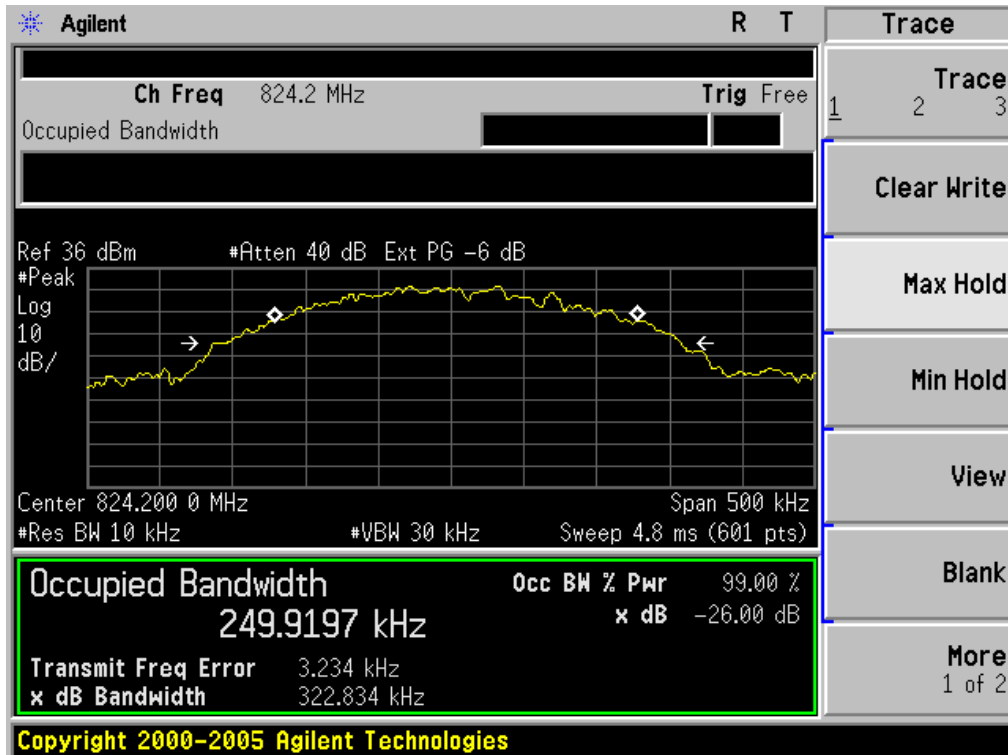 Agilent R T Trace
Ch Freq 824.2 MHz Trig Free
Occupied Bandwidth
Trace
1 2 3
Clear Write
Max Hold
Min Hold
View
Blank
More
1 of 2
Ref 36 dBm #Atten 40 dB Ext PG -6 dB
#Peak
Log
10
dB/
Center 824.200 0 MHz Span 500 kHz
#Res BW 10 kHz #VBW 30 kHz Sweep 4.8 ms (601 pts)
Occupied Bandwidth
249.9197 kHz
Occ BW % Pwr 99.00 %
x dB -26.00 dB
Transmit Freq Error 3.234 kHz
x dB Bandwidth 322.834 kHz
Copyright 2000-2005 Agilent Technologies